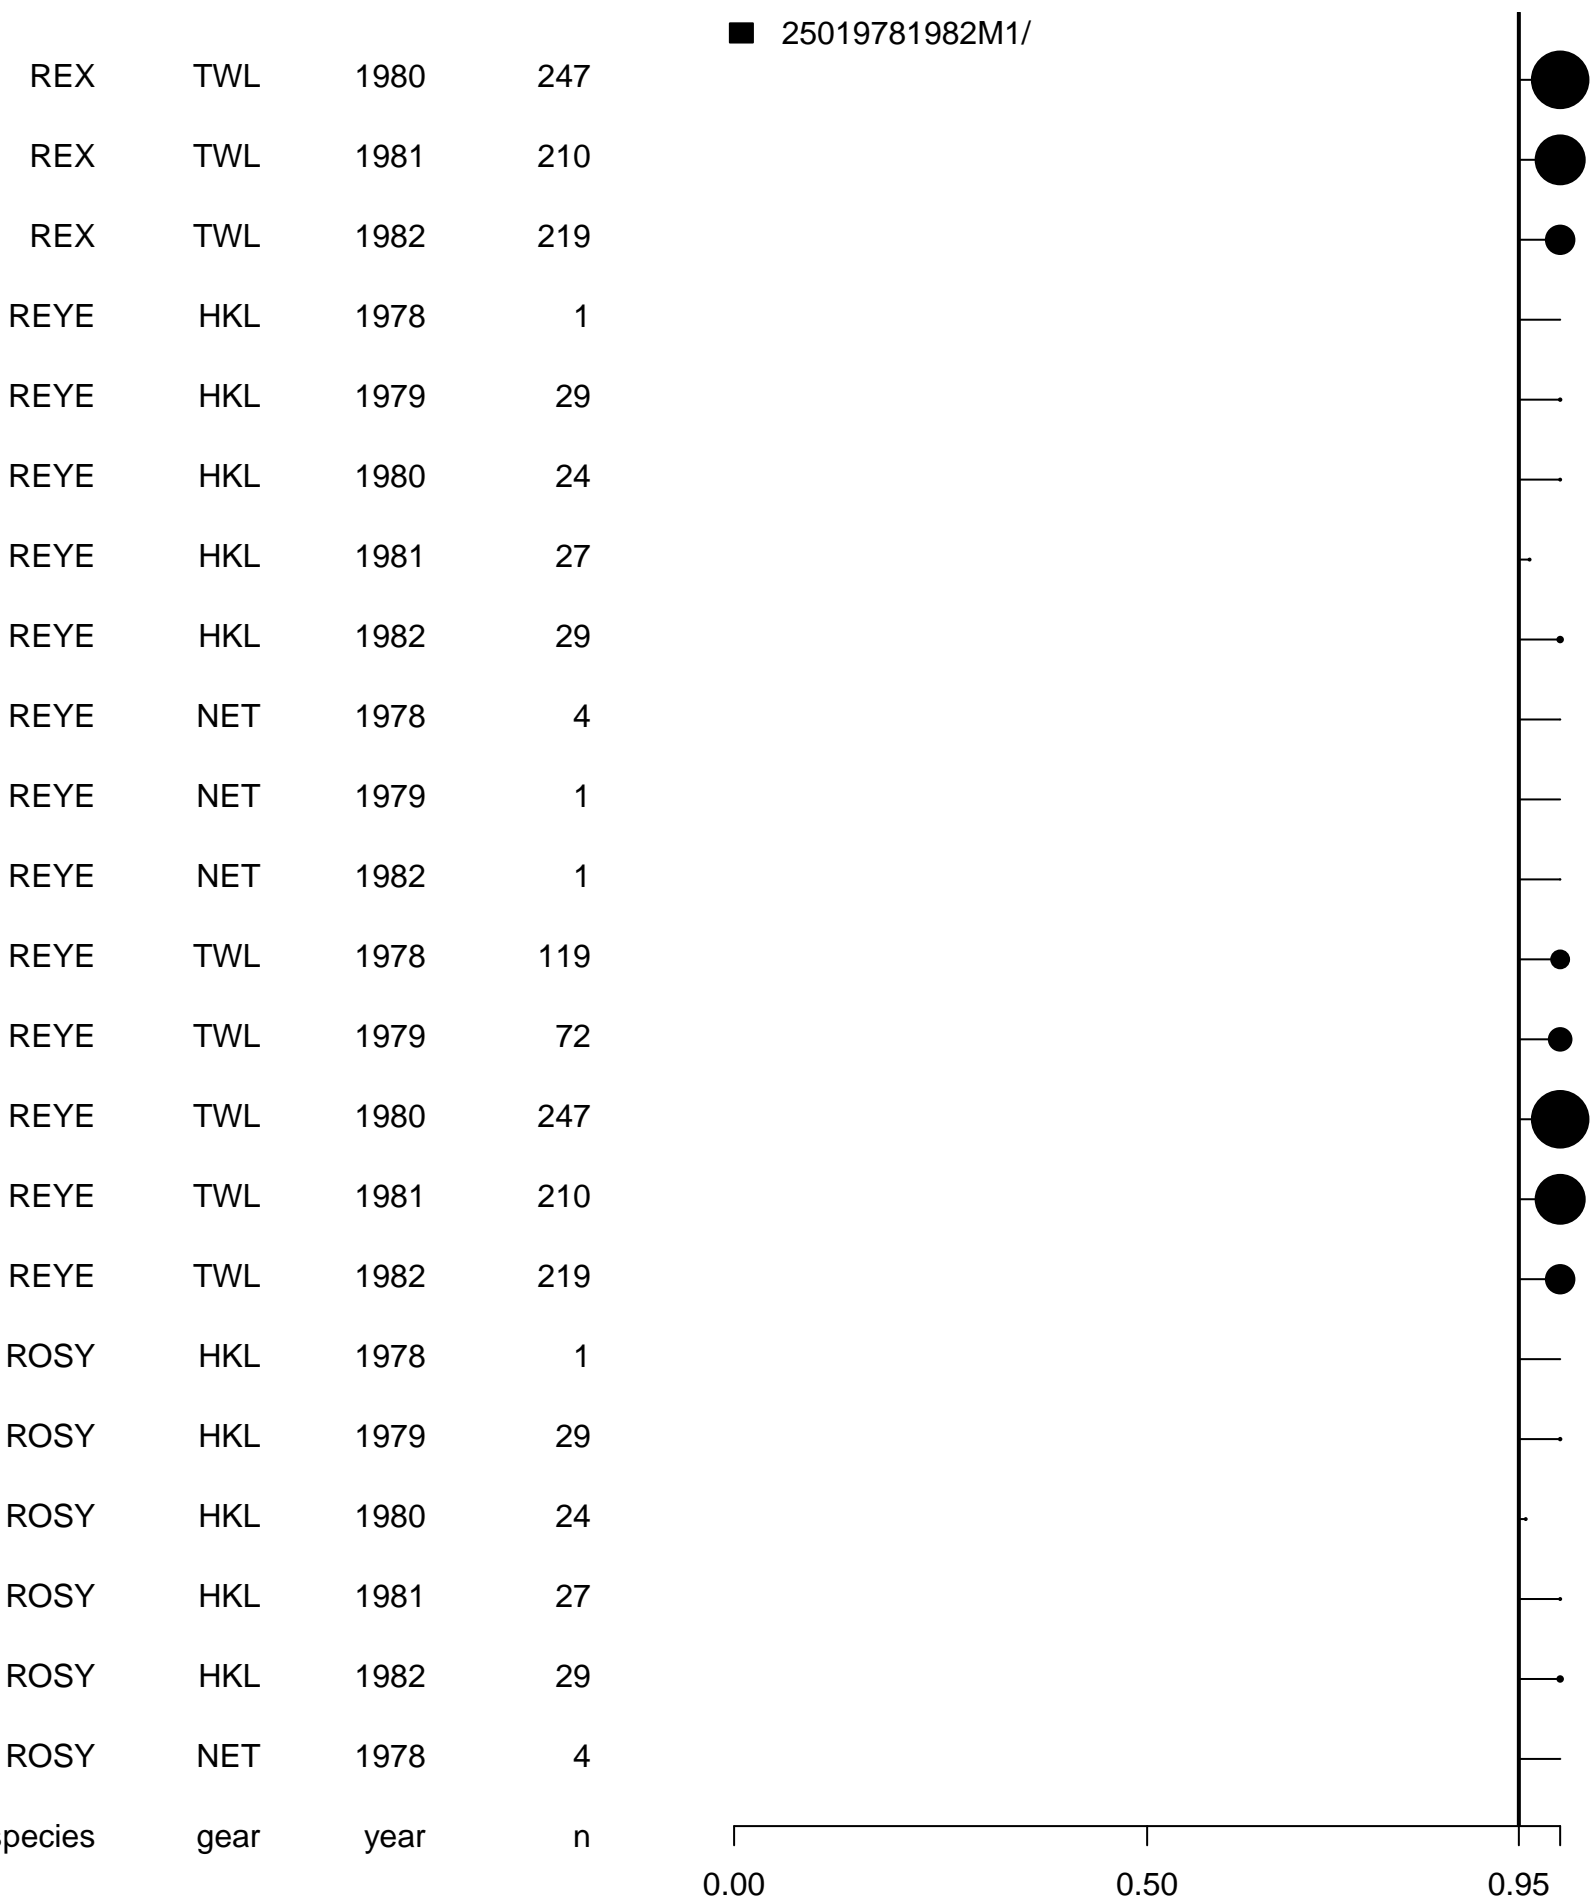 25019781982M1/
REX TWL 1980 247
REX TWL 1981 210
REX TWL 1982 219
REYE HKL 1978 1
REYE HKL 1979 29
REYE HKL 1980 24
REYE HKL 1981 27
REYE HKL 1982 29
REYE NET 1978 4
REYE NET 1979 1
REYE NET 1982 1
REYE TWL 1978 119
REYE TWL 1979 72
REYE TWL 1980 247
REYE TWL 1981 210
REYE TWL 1982 219
ROSY HKL 1978 1
ROSY HKL 1979 29
ROSY HKL 1980 24
ROSY HKL 1981 27
ROSY HKL 1982 29
ROSY NET 1978 4
pecies gear year n
0.00 0.50 0.95